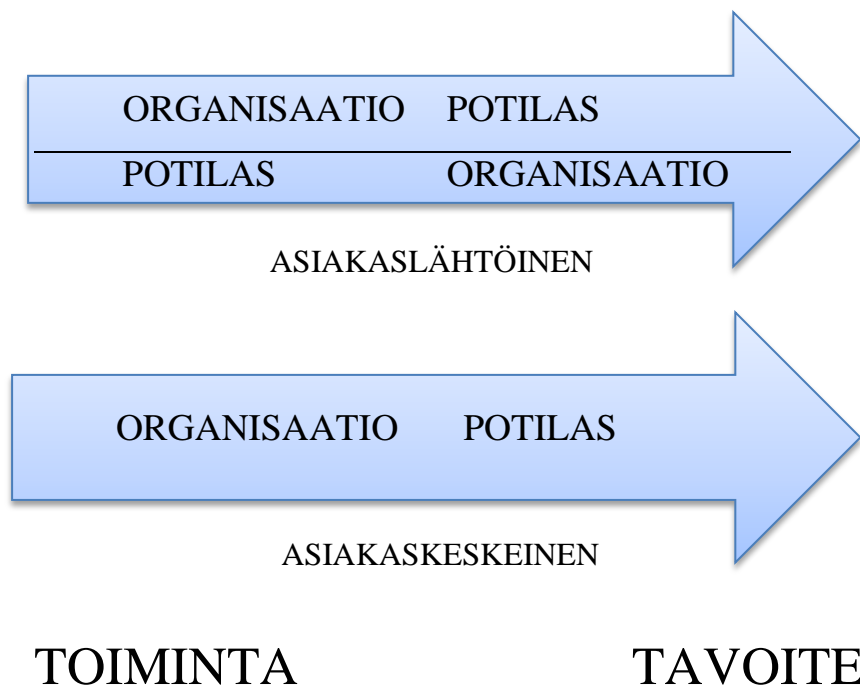 ORGANISAATIO POTILAS
POTILAS ORGANISAATIO
ASIAKASLÄHTÖINEN
ORGANISAATIO POTILAS
ASIAKASKESKEINEN
TOIMINTA TAVOITE